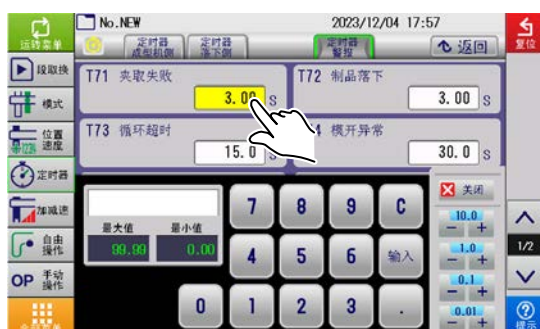 运转菜单
No.NEW
2023/12/04 17:57
复位
定时器
成型机侧
定时器
落下侧
定时器
警报
返回
段取换
T71 夹取失败
3.00 s
T72 制品落下
3.00 s
模式
T73 循环超时
15.0 s
模开异常
30.0 s
位置
速度
定时器
关闭
7 8 9 C
10.0
- +
加减速
最大值 最小值
99.99 0.00
1/2
自由
操作
4 5 6 输入
1.0
- +
OP 手动
操作
0.1
- +
0 1 2 3 .
0.01
- +
提示